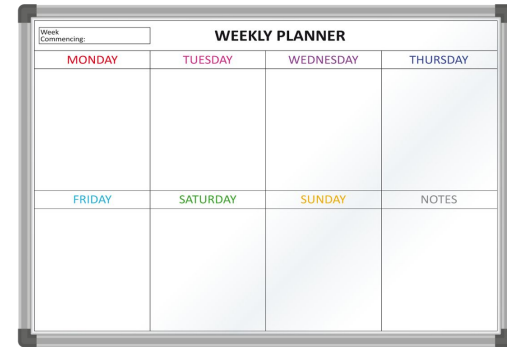 Week
Commencing:
WEEKLY PLANNER
MONDAY TUESDAY WEDNESDAY THURSDAY
FRIDAY SATURDAY SUNDAY NOTES